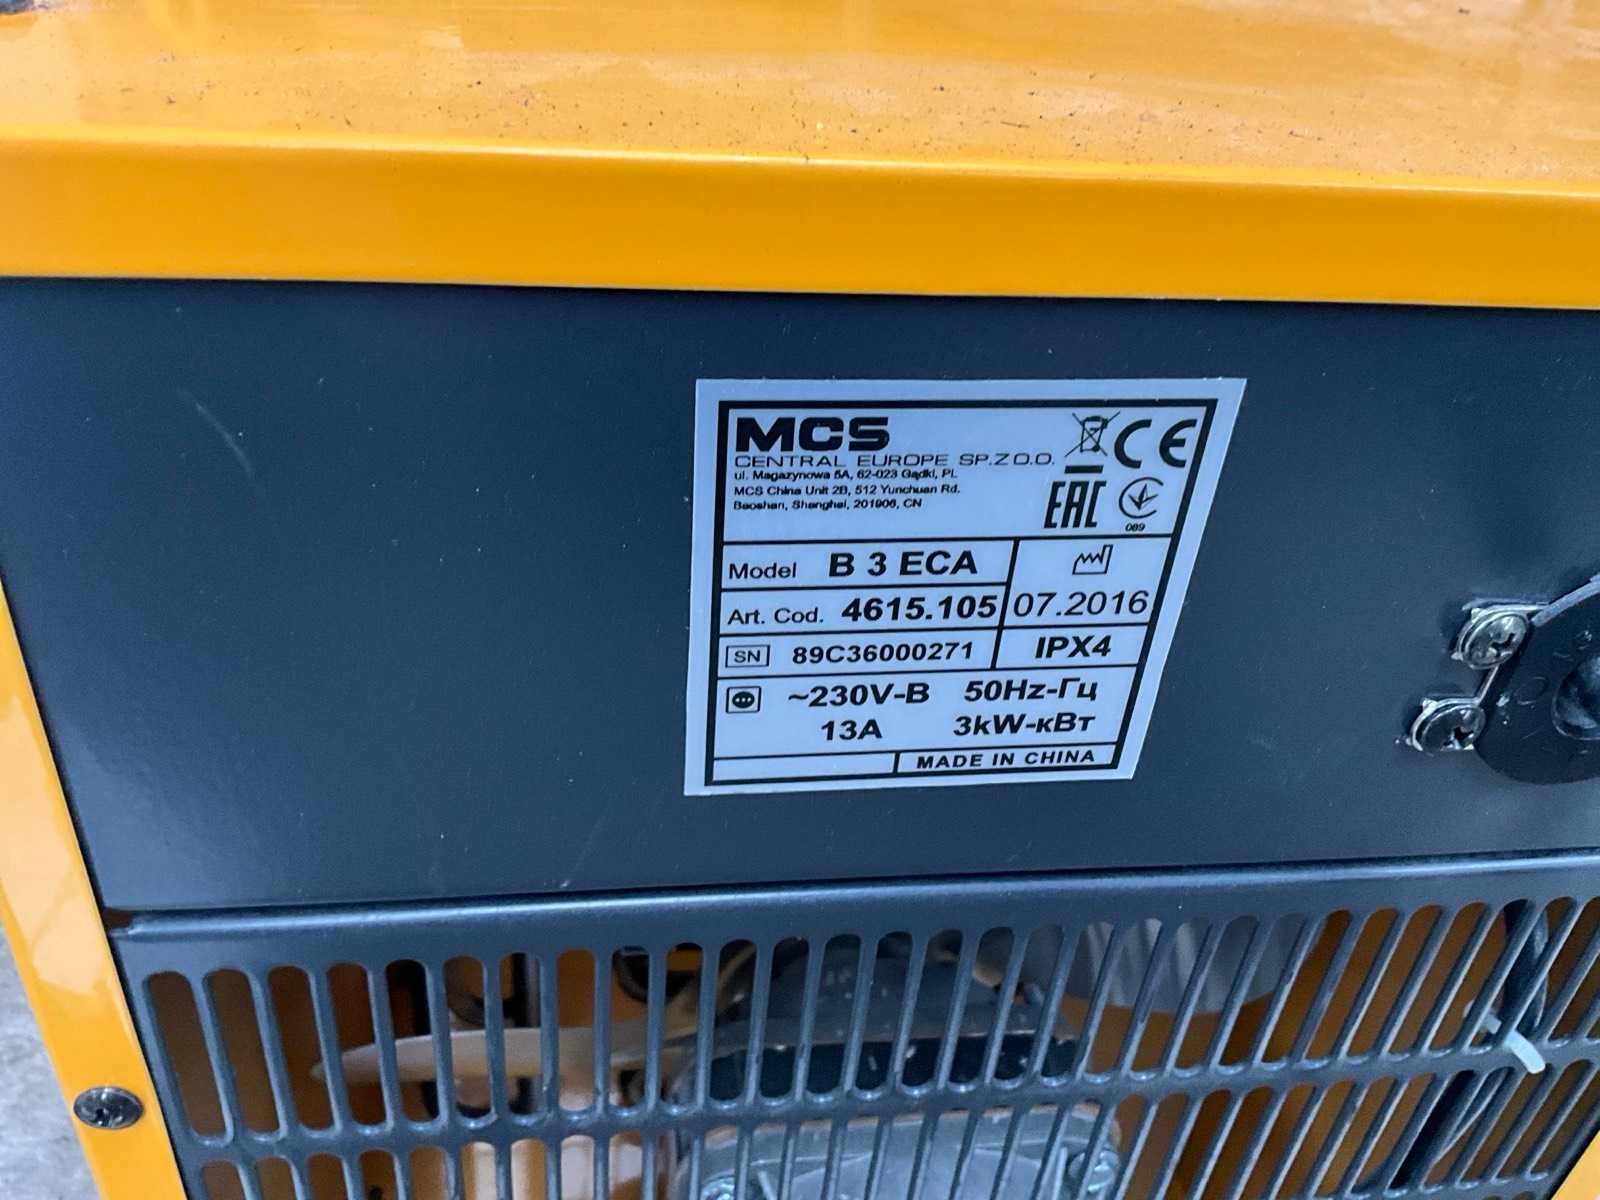 MCS
CENTRAL EUROPE SP.Z O.O.
ul. Magazynowa 5A, 62-023 Gądki, PL
MCS China Unit 2B, 512 Yunchuan Rd.
Baoshan, Shanghai, 201906, CN
CE
EAC
089
Model B 3 ECA
Art. Cod. 4615.105
07.2016
SN 89C36000271
IPX4
~230V-В 50Hz-Гц
13A 3kW-кВт
MADE IN CHINA